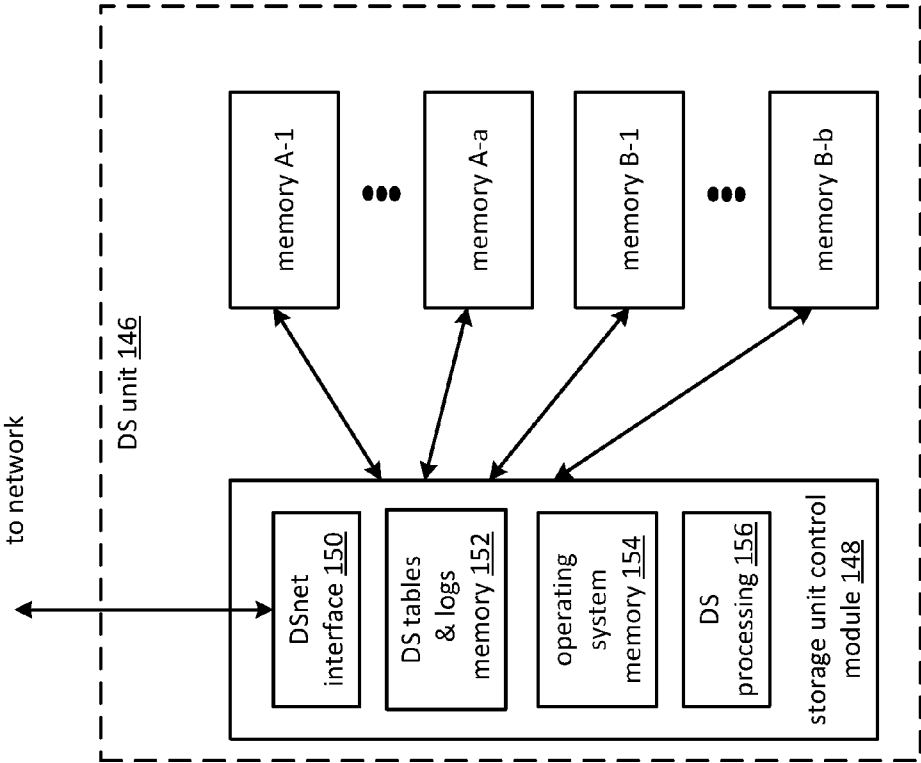 to network
DS unit 146
DSnet
interface 150
DS tables
& logs
memory 152
operating
system
memory 154
DS
processing 156
storage unit control
module 148
memory A-1
memory A-a
memory B-1
memory B-b